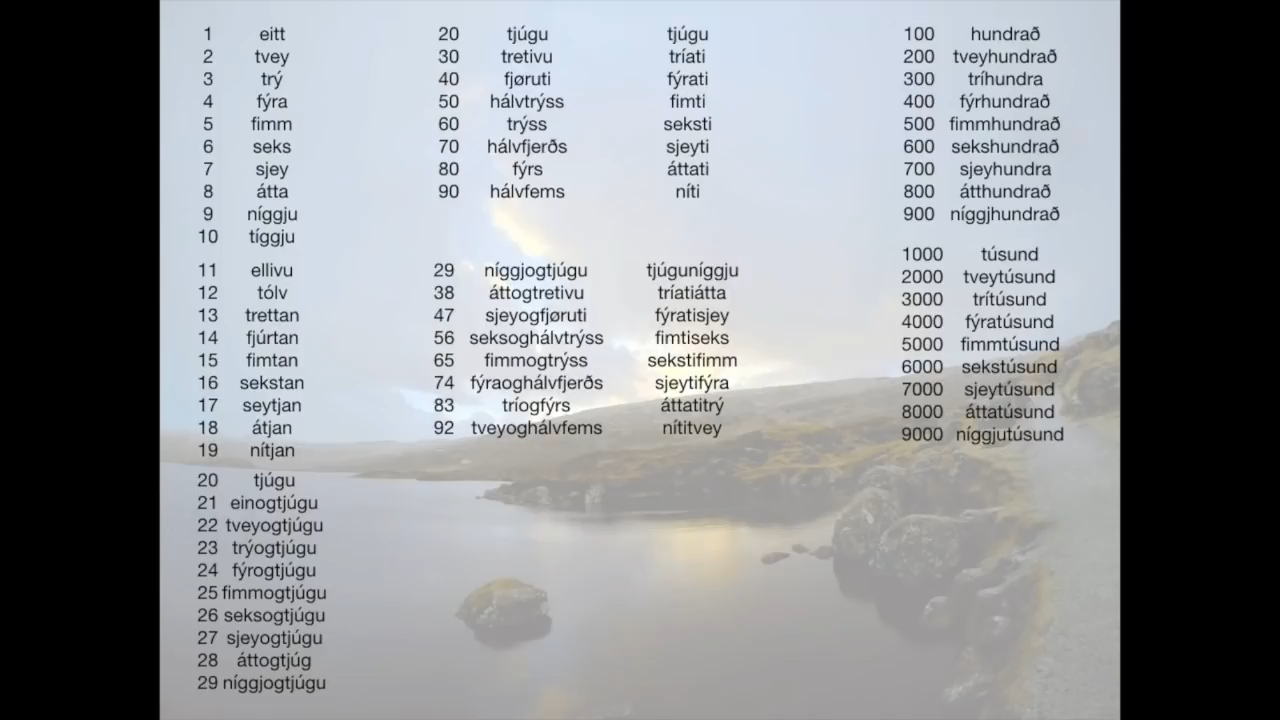 1 eitt
2 tvey
3 trý
4 fýra
5 fimm
6 seks
7 sjey
8 átta
9 níggju
10 tíggju
11 ellivu
12 tólv
13 trettan
14 fjúrtan
15 fimtan
16 sekstan
17 seytjan
18 átjan
19 nítjan
20 tjúgu
21 einogtjúgu
22 tveyogtjúgu
23 trýogtjúgu
24 fýrogtjúgu
25 fimmogtjúgu
26 seksogtjúgu
27 sjeyogtjúgu
28 áttogtjúg
29 níggjogtjúgu
20 tjúgu tjúgu
30 tretivu tríati
40 fjøruti fýrati
50 hálvtrýss fimti
60 trýss seksti
70 hálvfjerðs sjeyti
80 fýrs áttati
90 hálvfems níti
29 níggjogtjúgu tjúguníggju
38 áttogtretivu tríatiátta
47 sjeyogfjøruti fýratisjey
56 seksoghálvtrýss fimtiseks
65 fimmogtrýss sekstifimm
74 fýraoghálvfjerðs sjeytifýra
83 tríogfýrs áttatitrý
92 tveyoghálvfems nítitvey
100 hundrað
200 tveyhundrað
300 tríhundra
400 fýrhundrað
500 fimmhundrað
600 sekshundrað
700 sjeyhundra
800 átthundrað
900 níggjhundrað
1000 túsund
2000 tveytúsund
3000 trítúsund
4000 fýratúsund
5000 fimmtúsund
6000 sekstúsund
7000 sjeytúsund
8000 áttatúsund
9000 níggjutúsund